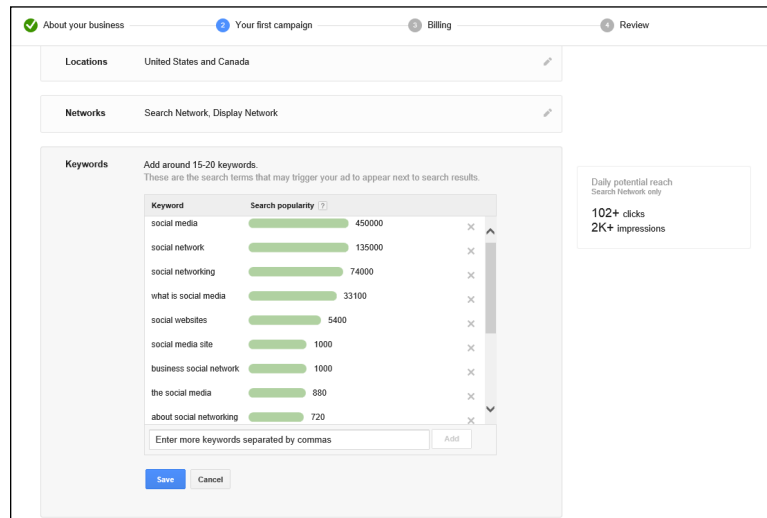 About your business
2 Your first campaign
3 Billing
4 Review
Locations United States and Canada
Networks Search Network, Display Network
Keywords Add around 15-20 keywords.
These are the search terms that may trigger your ad to appear next to search results.
Keyword Search popularity ?
social media 450000
social network 135000
social networking 74000
what is social media 33100
social websites 5400
social media site 1000
business social network 1000
the social media 880
about social networking 720
Enter more keywords separated by commas Add
Save Cancel
Daily potential reach
Search Network only
102+ clicks
2K+ impressions